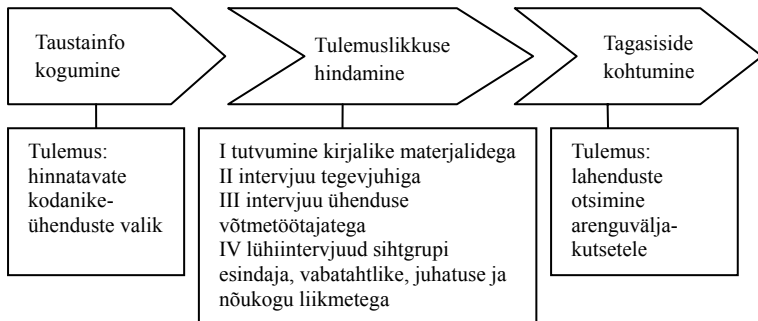 Taustainfo
kogumine
Tulemuslikkuse
hindamine
Tagasiside
kohtumine
Tulemus:
hinnatavate
kodanike-
ühenduste valik
I tutvumine kirjalike materjalidega
II intervjuu tegevjuhiga
III intervjuu ühenduse
võtmetöötajatega
IV lühiintervjuud sihtgrupi
esindaja, vabatahtlike, juhatuse ja
nõukogu liikmetega
Tulemus:
lahenduste
otsimine
arenguvälja-
kutsetele